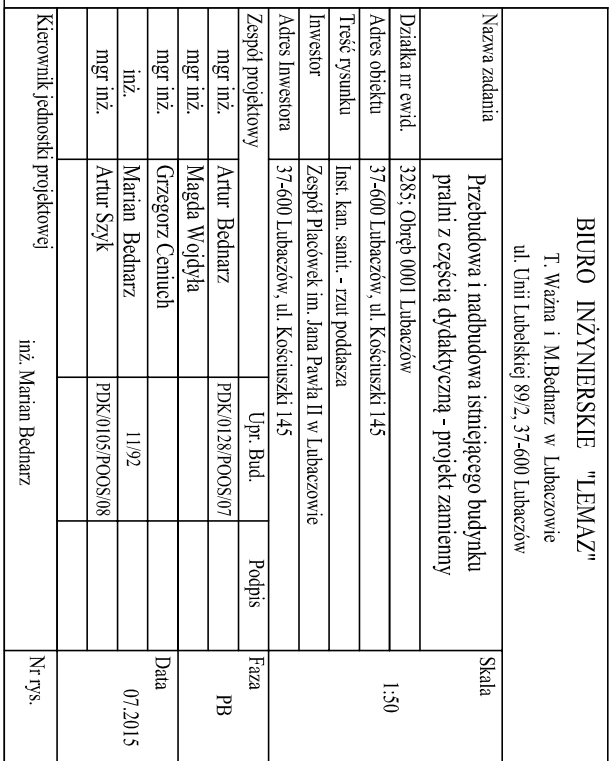 BIURO INŻYNIERSKIE "LEMAZ"
T. Ważna i M.Bednarz w Lubaczowie
ul. Unii Lubelskiej 89/2, 37-600 Lubaczów
Nazwa zadania
Przebudowa i nadbudowa istniejącego budynku
pralni z częścią dydaktyczną - projekt zamienny
Skala
Działka nr ewid. 3285; Obręb 0001 Lubaczów
Adres obiektu 37-600 Lubaczów, ul. Kościuszki 145
1:50
Treść rysunku Inst. kan. sanit. - rzut poddasza
Inwestor Zespół Placówek im. Jana Pawła II w Lubaczowie
Adres Inwestora 37-600 Lubaczów, ul. Kościuszki 145
Zespół projektowy Upr. Bud. Podpis Faza
mgr inż. Artur Bednarz PDK/0128/POOS/07 PB
mgr inż. Magda Wojdyła
mgr inż. Grzegorz Ceniuch Data
inż. Marian Bednarz 11/92 07.2015
mgr inż. Artur Szyk PDK/0105/POOS/08
Kierownik jednostki projektowej Nr rys.
inż. Marian Bednarz